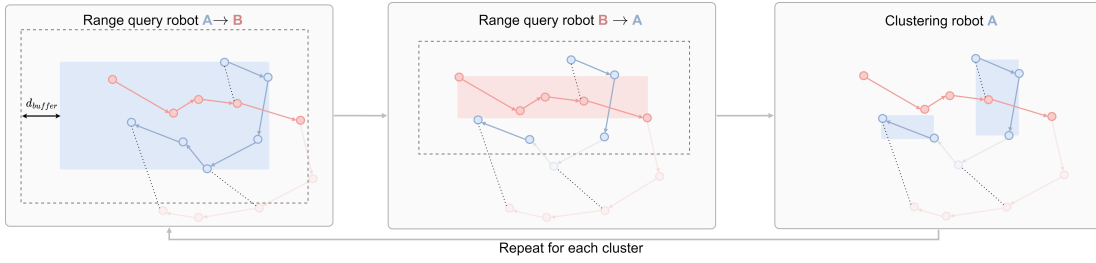 Range query robot A → B
Range query robot B → A
Clustering robot A
d_buffer
Repeat for each cluster